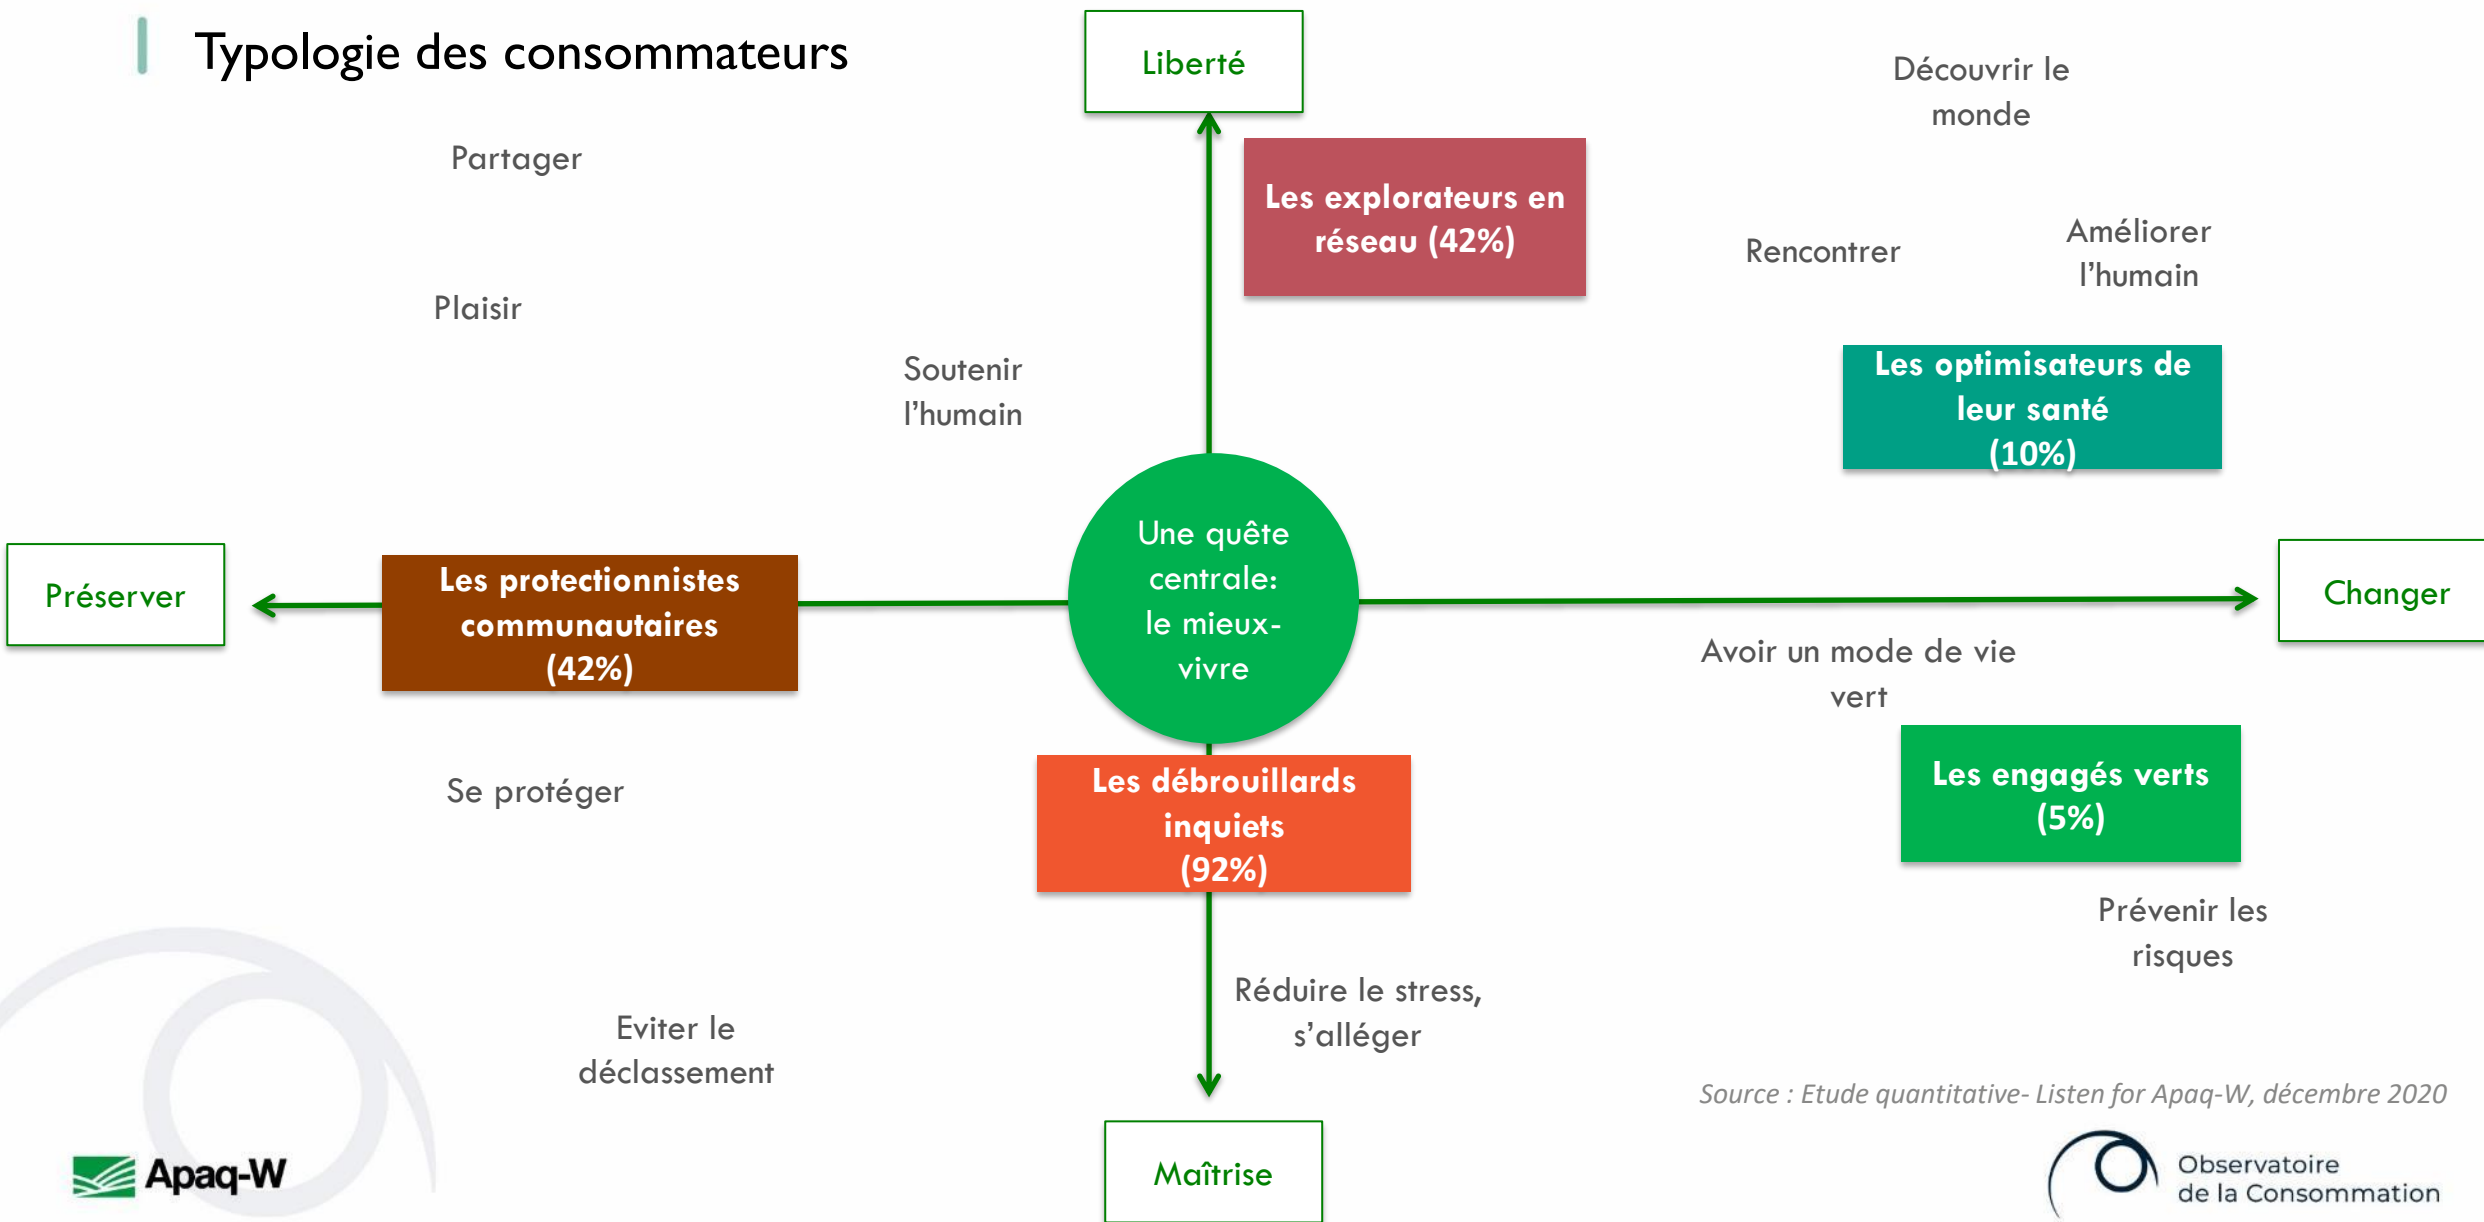 Typologie des consommateurs
Liberté
Découvrir le
monde
Partager
Les explorateurs en
réseau (42%)
Rencontrer
Améliorer
l’humain
Plaisir
Soutenir
l’humain
Les optimisateurs de
leur santé
(10%)
Une quête
centrale:
le mieux-
vivre
Préserver
Les protectionnistes
communautaires
(42%)
Changer
Avoir un mode de vie
vert
Se protéger
Les débrouillards
inquiets
(92%)
Les engagés verts
(5%)
Prévenir les
risques
Réduire le stress,
s’alléger
Eviter le
déclassement
Source : Etude quantitative- Listen for Apaq-W, décembre 2020
Maîtrise
Apaq-W
Observatoire
de la Consommation